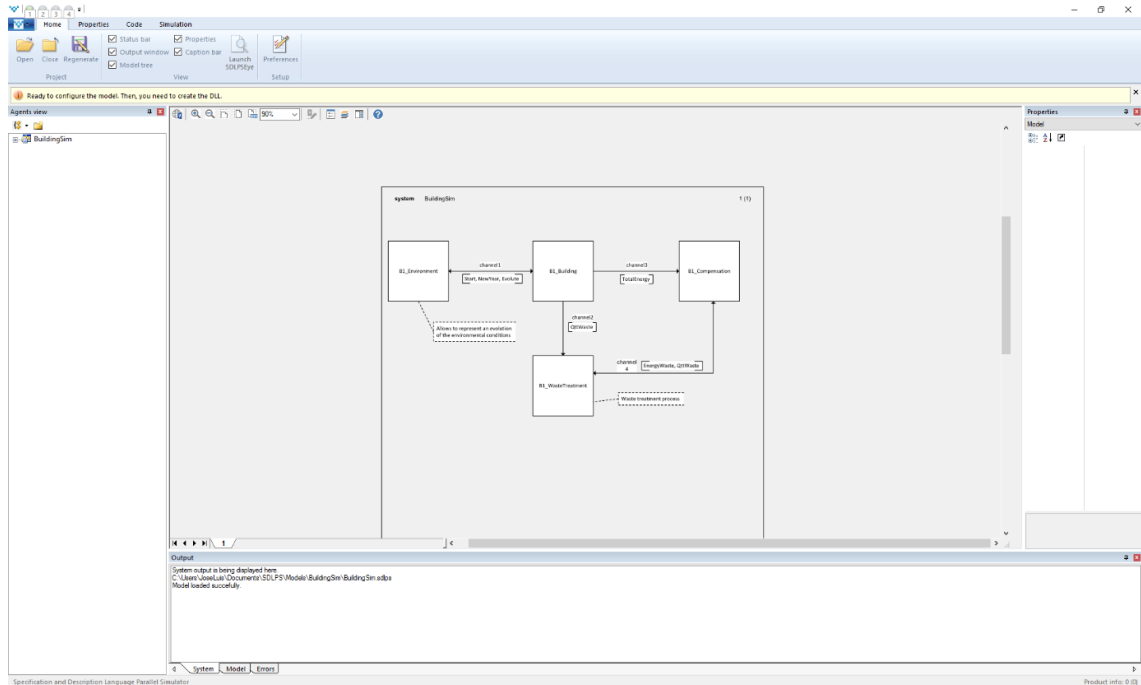 1 2 3 4
Home Properties Code Simulation
Open Close Regenerate
Status bar
Output window
Model tree
Properties
Caption bar
Launch
SDLPSEye
Preferences
Project View Setup
Ready to configure the model. Then, you need to create the DLL.
Agents view
BuildingSim
90%
Properties
Model
system BuildingSim 1 (1)
B1_Environment
channel1
Start, NewYear, Evolute
B1_Building
channel3
TotalEnergy
B1_Compensation
Allows to represent an evolution
of the environmental conditions
channel2
QttWaste
B1_WasteTreatment
channel
4
EnergyWaste, QttWaste
Waste treatment process
1
Output
System output is being displayed here.
C:\Users\JoseLuis\Documents\SDLPS\Models\BuildingSim\BuildingSim.sdlps
Model loaded succefully.
System Model Errors
Specification and Description Language Parallel Simulator
Product info: 0 (0)